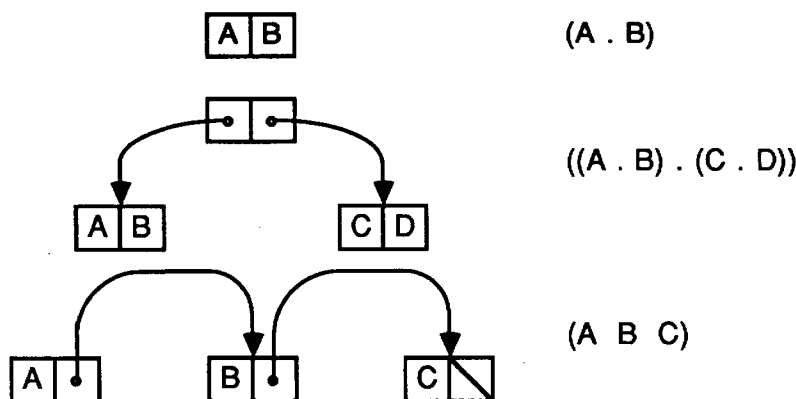 A B (A . B)
((A . B) . (C . D))
A B C D
(A B C)
A B C